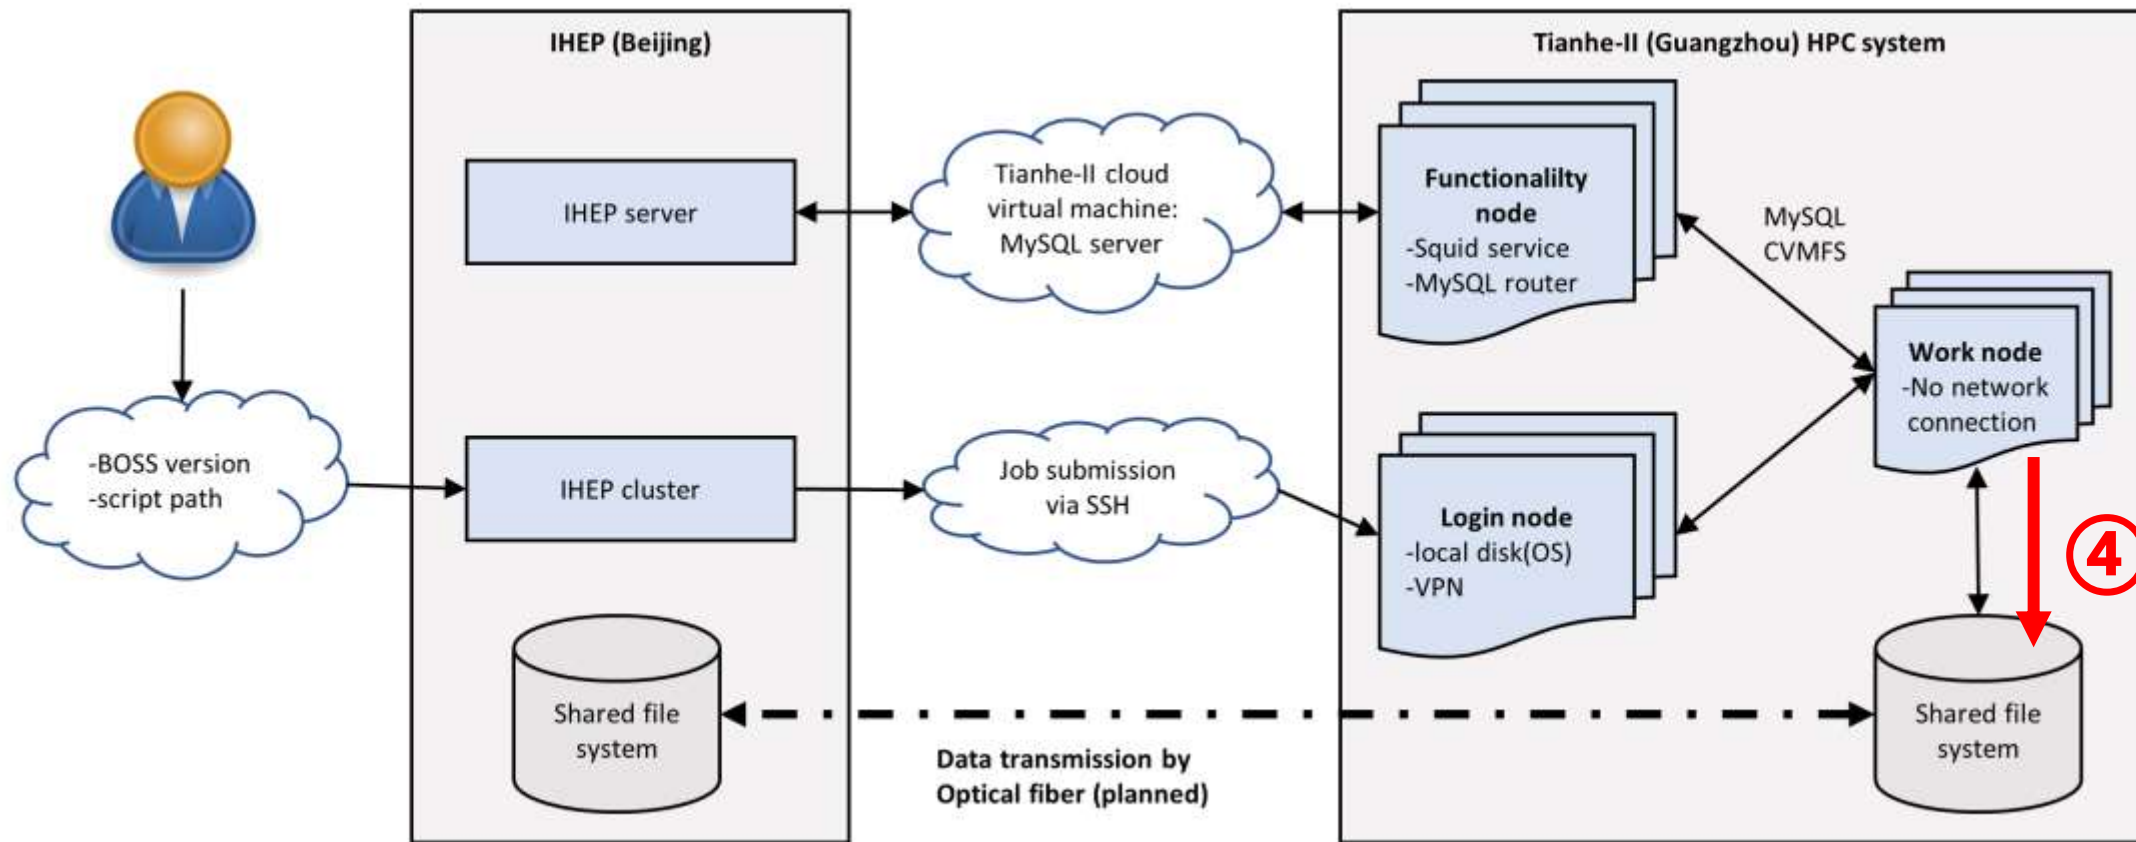 IHEP (Beijing)
Tianhe-II (Guangzhou) HPC system
IHEP server
Tianhe-II cloud
virtual machine:
MySQL server
Functionalilty
node
-Squid service
-MySQL router
MySQL
CVMFS
Work node
-No network
connection
-BOSS version
-script path
IHEP cluster
Job submission
via SSH
Login node
-local disk(OS)
-VPN
④
Shared file
system
Data transmission by
Optical fiber (planned)
Shared file
system